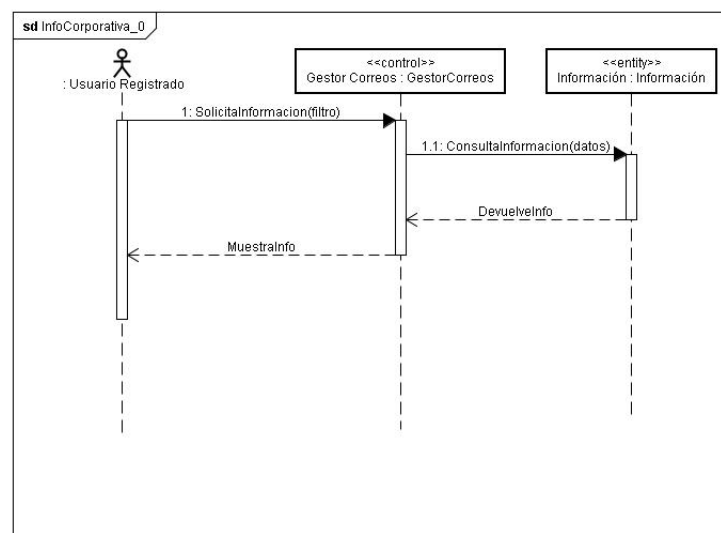 sd InfoCorporativa_0
: Usuario Registrado
<<control>>
Gestor Correos : GestorCorreos
<<entity>>
Información : Información
1: SolicitaInformacion(filtro)
1.1: ConsultaInformacion(datos)
DevuelveInfo
MuestraInfo